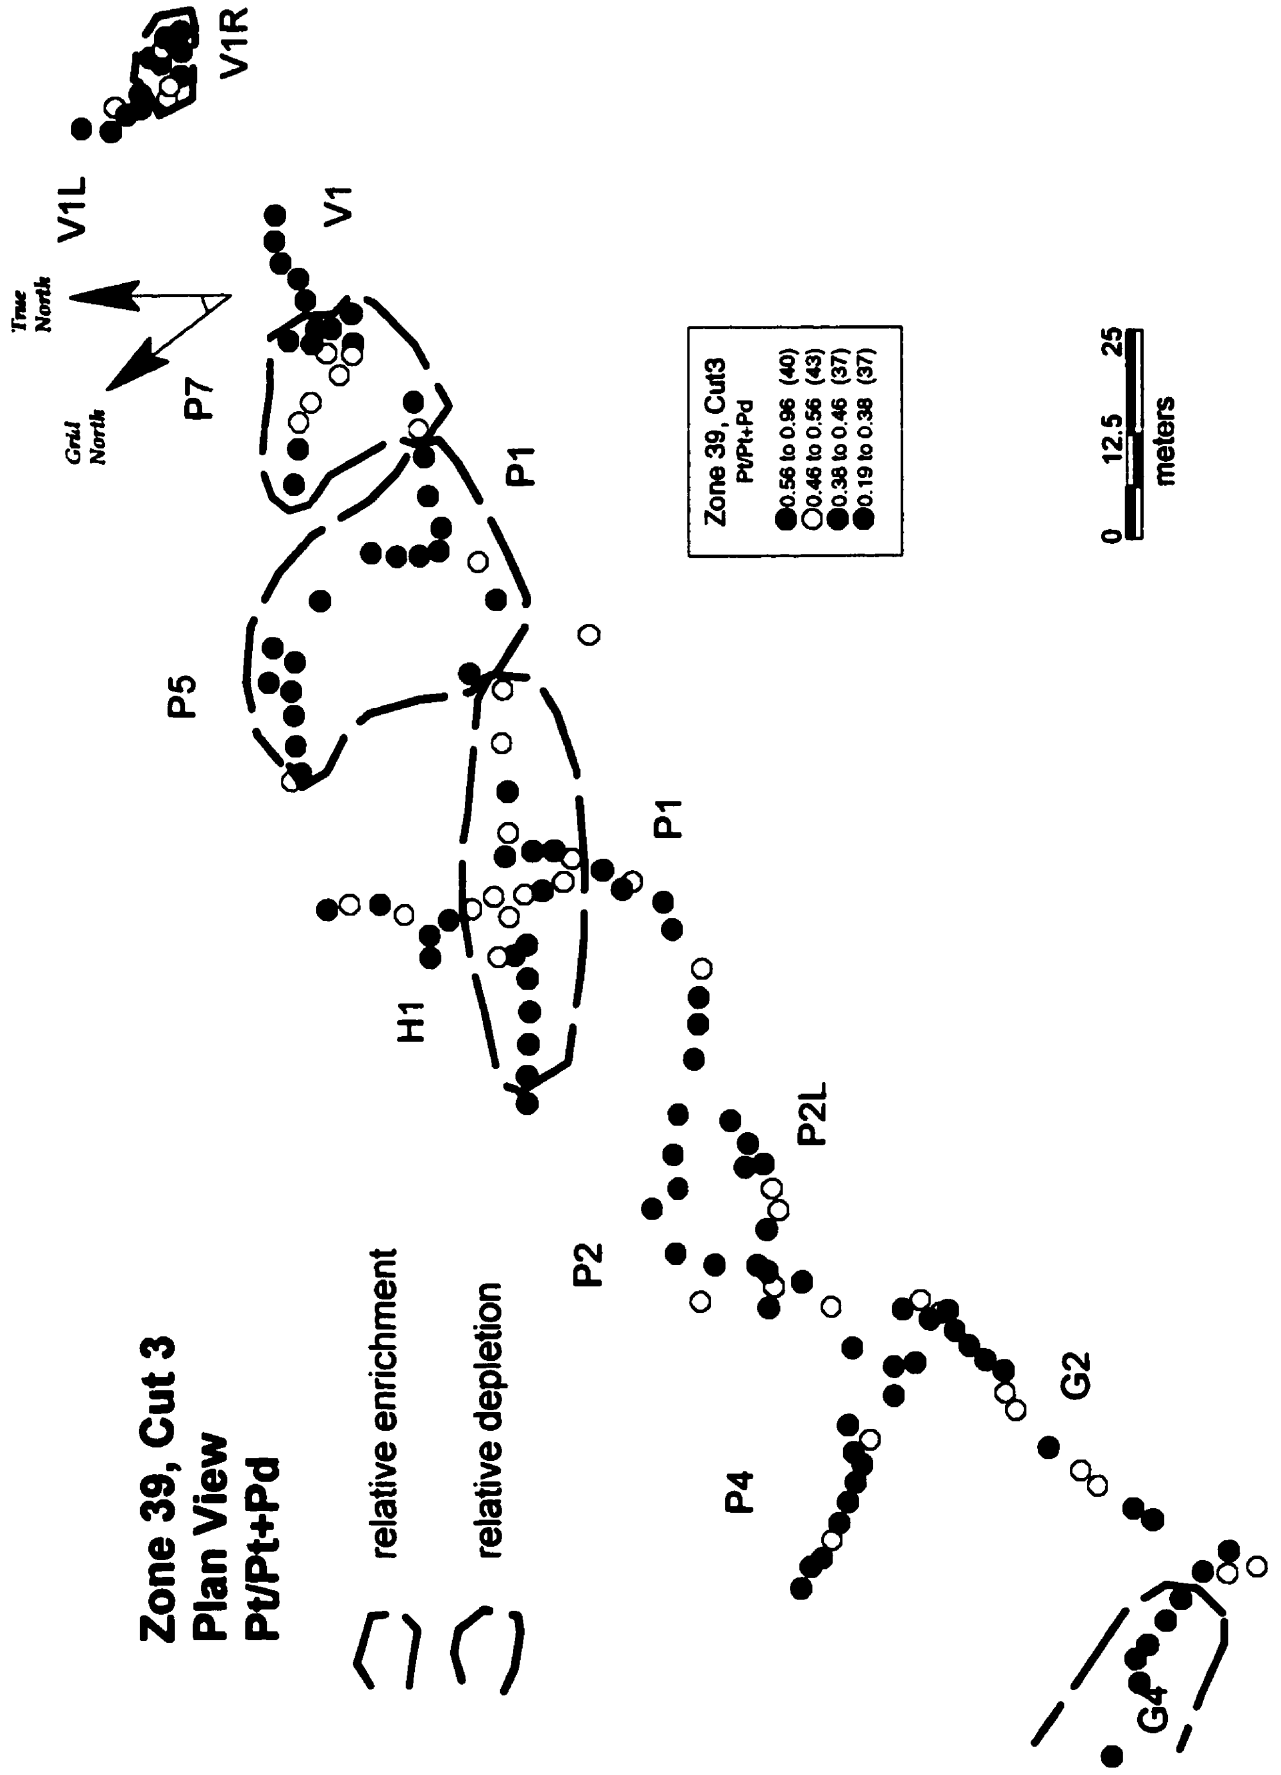 Zone 39, Cut 3
Plan View
Pt/Pt+Pd
relative enrichment
relative depletion
True
North
Grid
North
V1L
V1R
V1
P7
P1
P5
H1
P1
P2
P2L
P4
G2
G4
Zone 39, Cut3
Pt/Pt+Pd
0.56 to 0.96 (40)
0.46 to 0.56 (43)
0.38 to 0.46 (37)
0.19 to 0.38 (37)
0 12.5 25
meters